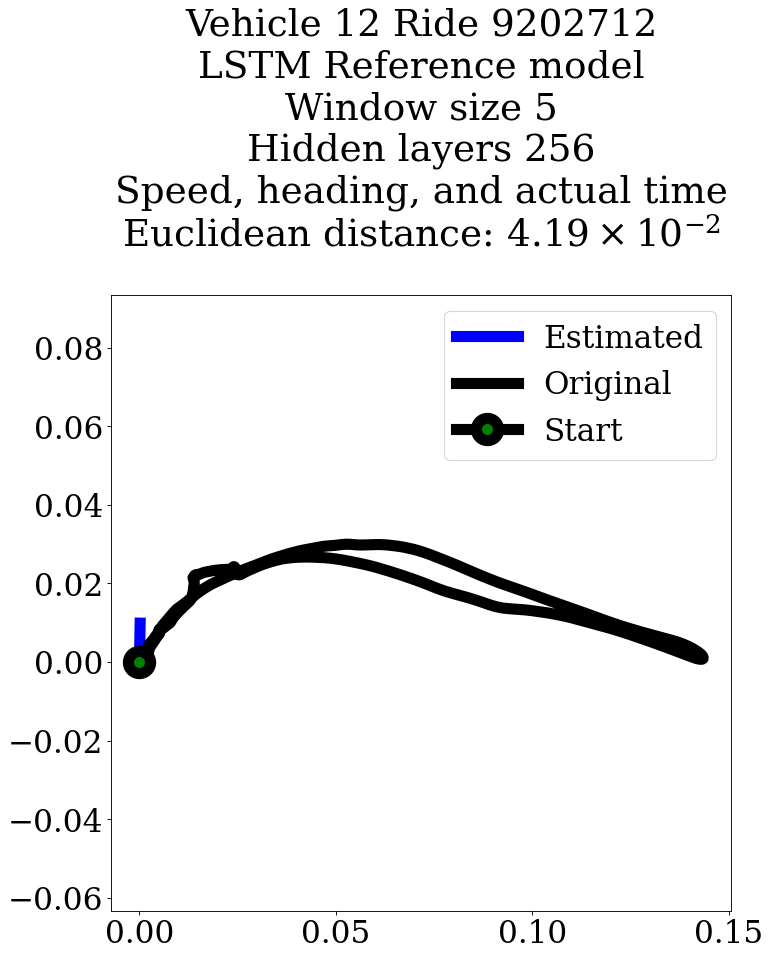 Vehicle 12 Ride 9202712
LSTM Reference model
Window size 5
Hidden layers 256
Speed, heading, and actual time
Euclidean distance: 4.19 × 10⁻²
Estimated
Original
Start
0.08
0.06
0.04
0.02
0.00
−0.02
−0.04
−0.06
0.00 0.05 0.10 0.15